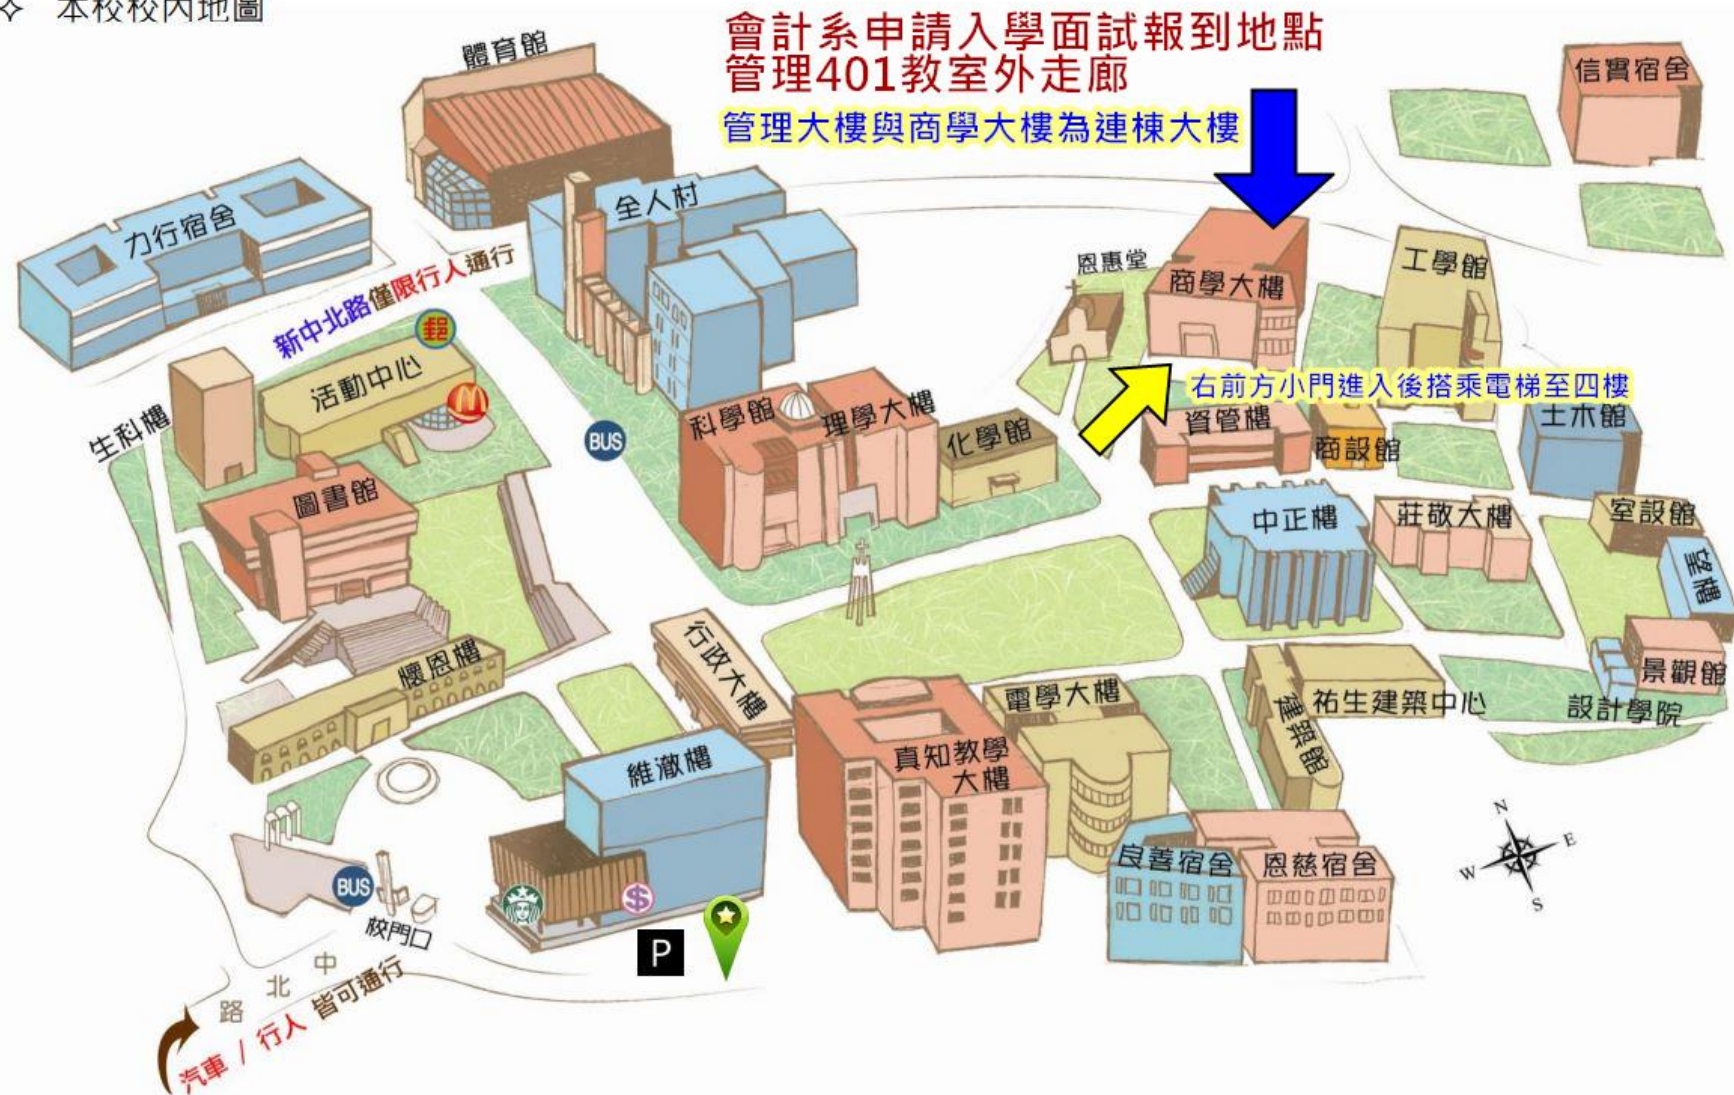 ✧ 本校校內地圖
會計系申請入學面試報到地點
管理401教室外走廊
管理大樓與商學大樓為連棟大樓
體育館
信實宿舍
力行宿舍
全人村
新中北路僅限行人通行
恩惠堂
商學大樓
工學館
郵
活動中心
右前方小門進入後搭乘電梯至四樓
生科樓
科學館
理學大樓
化學館
資管樓
商設館
土木館
BUS
圖書館
中正樓
莊敬大樓
室設館
望樓
懷恩樓
行政大樓
電學大樓
祐生建築中心
景觀館
設計學院
建築館
維澈樓
真知教學
大樓
良善宿舍
恩慈宿舍
N
E
W
S
BUS
$
校門口
P
中
北
路
汽車 / 行人 皆可通行